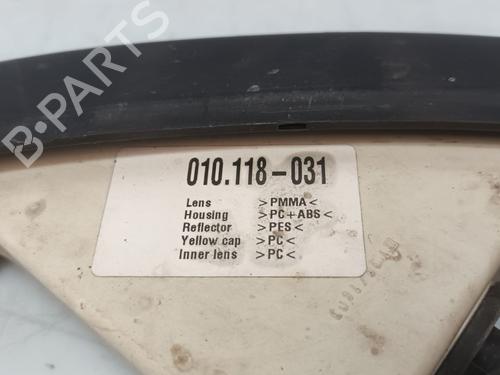 B-PARTS
010.118-031
Lens >PMMA<
Housing >PC+ABS<
Reflector >PES<
Yellow cap >PC<
Inner lens >PC<